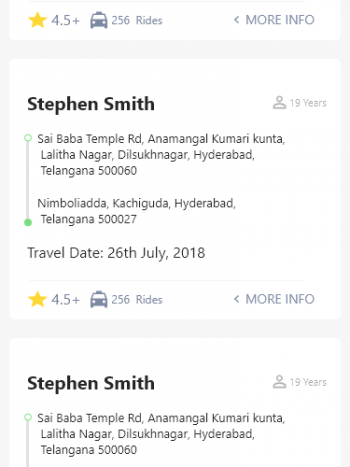 4.5+ 256 Rides < MORE INFO
Stephen Smith 19 Years
Sai Baba Temple Rd, Anamangal Kumari kunta,
Lalitha Nagar, Dilsukhnagar, Hyderabad,
Telangana 500060
Nimboliadda, Kachiguda, Hyderabad,
Telangana 500027
Travel Date: 26th July, 2018
4.5+ 256 Rides < MORE INFO
Stephen Smith 19 Years
Sai Baba Temple Rd, Anamangal Kumari kunta,
Lalitha Nagar, Dilsukhnagar, Hyderabad,
Telangana 500060